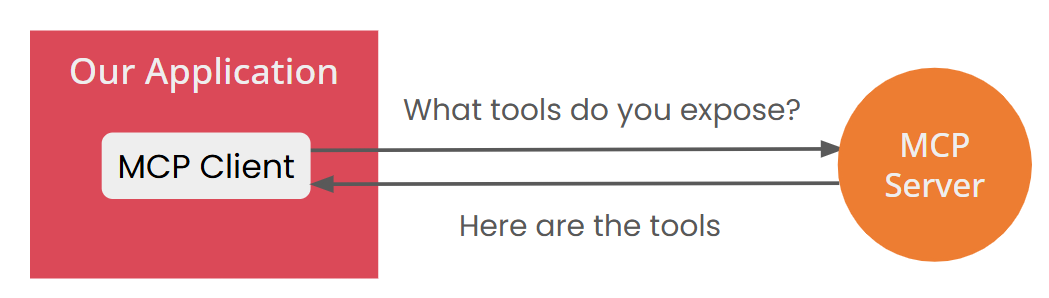 Our Application
What tools do you expose?
MCP Client
MCP
Server
Here are the tools